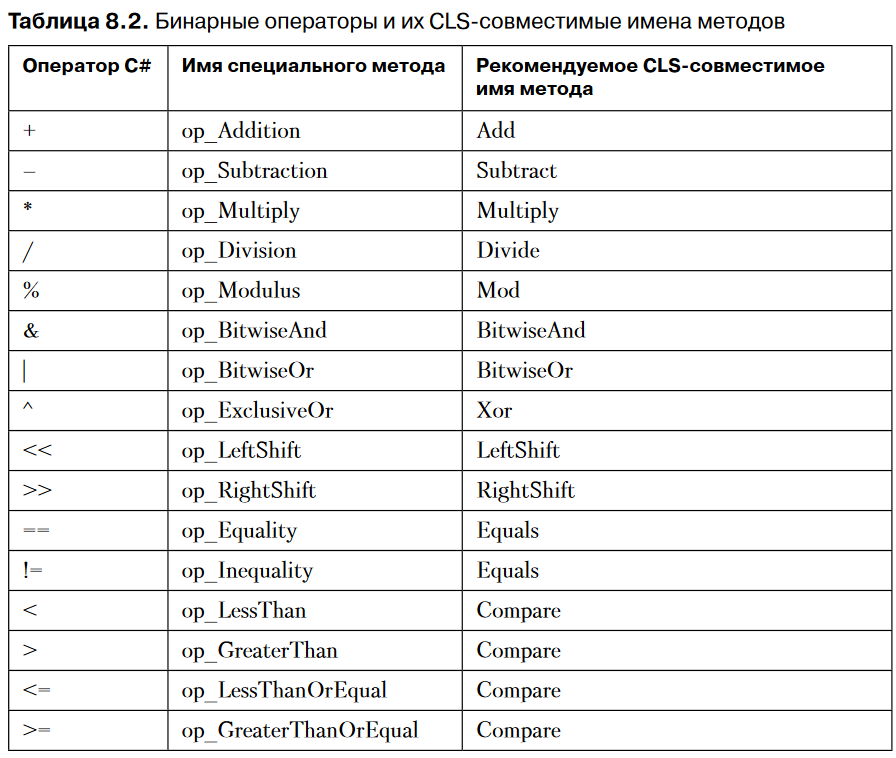 Таблица 8.2. Бинарные операторы и их CLS-совместимые имена методов
Оператор C# Имя специального метода Рекомендуемое CLS-совместимое
имя метода
+ op_Addition Add
– op_Subtraction Subtract
* op_Multiply Multiply
/ op_Division Divide
% op_Modulus Mod
& op_BitwiseAnd BitwiseAnd
| op_BitwiseOr BitwiseOr
^ op_ExclusiveOr Xor
<< op_LeftShift LeftShift
>> op_RightShift RightShift
== op_Equality Equals
!= op_Inequality Equals
< op_LessThan Compare
> op_GreaterThan Compare
<= op_LessThanOrEqual Compare
>= op_GreaterThanOrEqual Compare